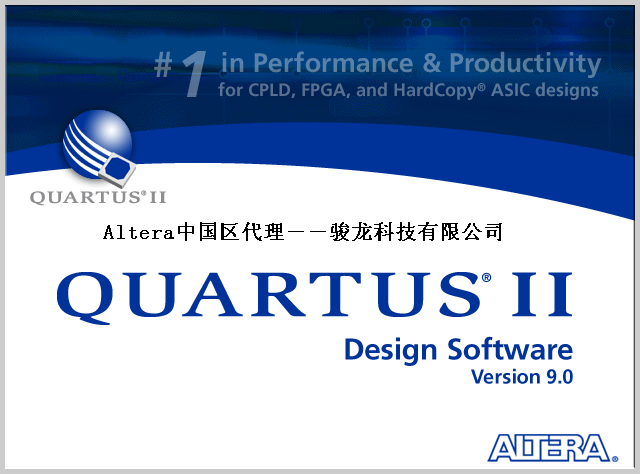 #1 in Performance & Productivity
for CPLD, FPGA, and HardCopy® ASIC designs
QUARTUS® II
Altera中国区代理－－骏龙科技有限公司
QUARTUS® II
Design Software
Version 9.0
ALTERA®